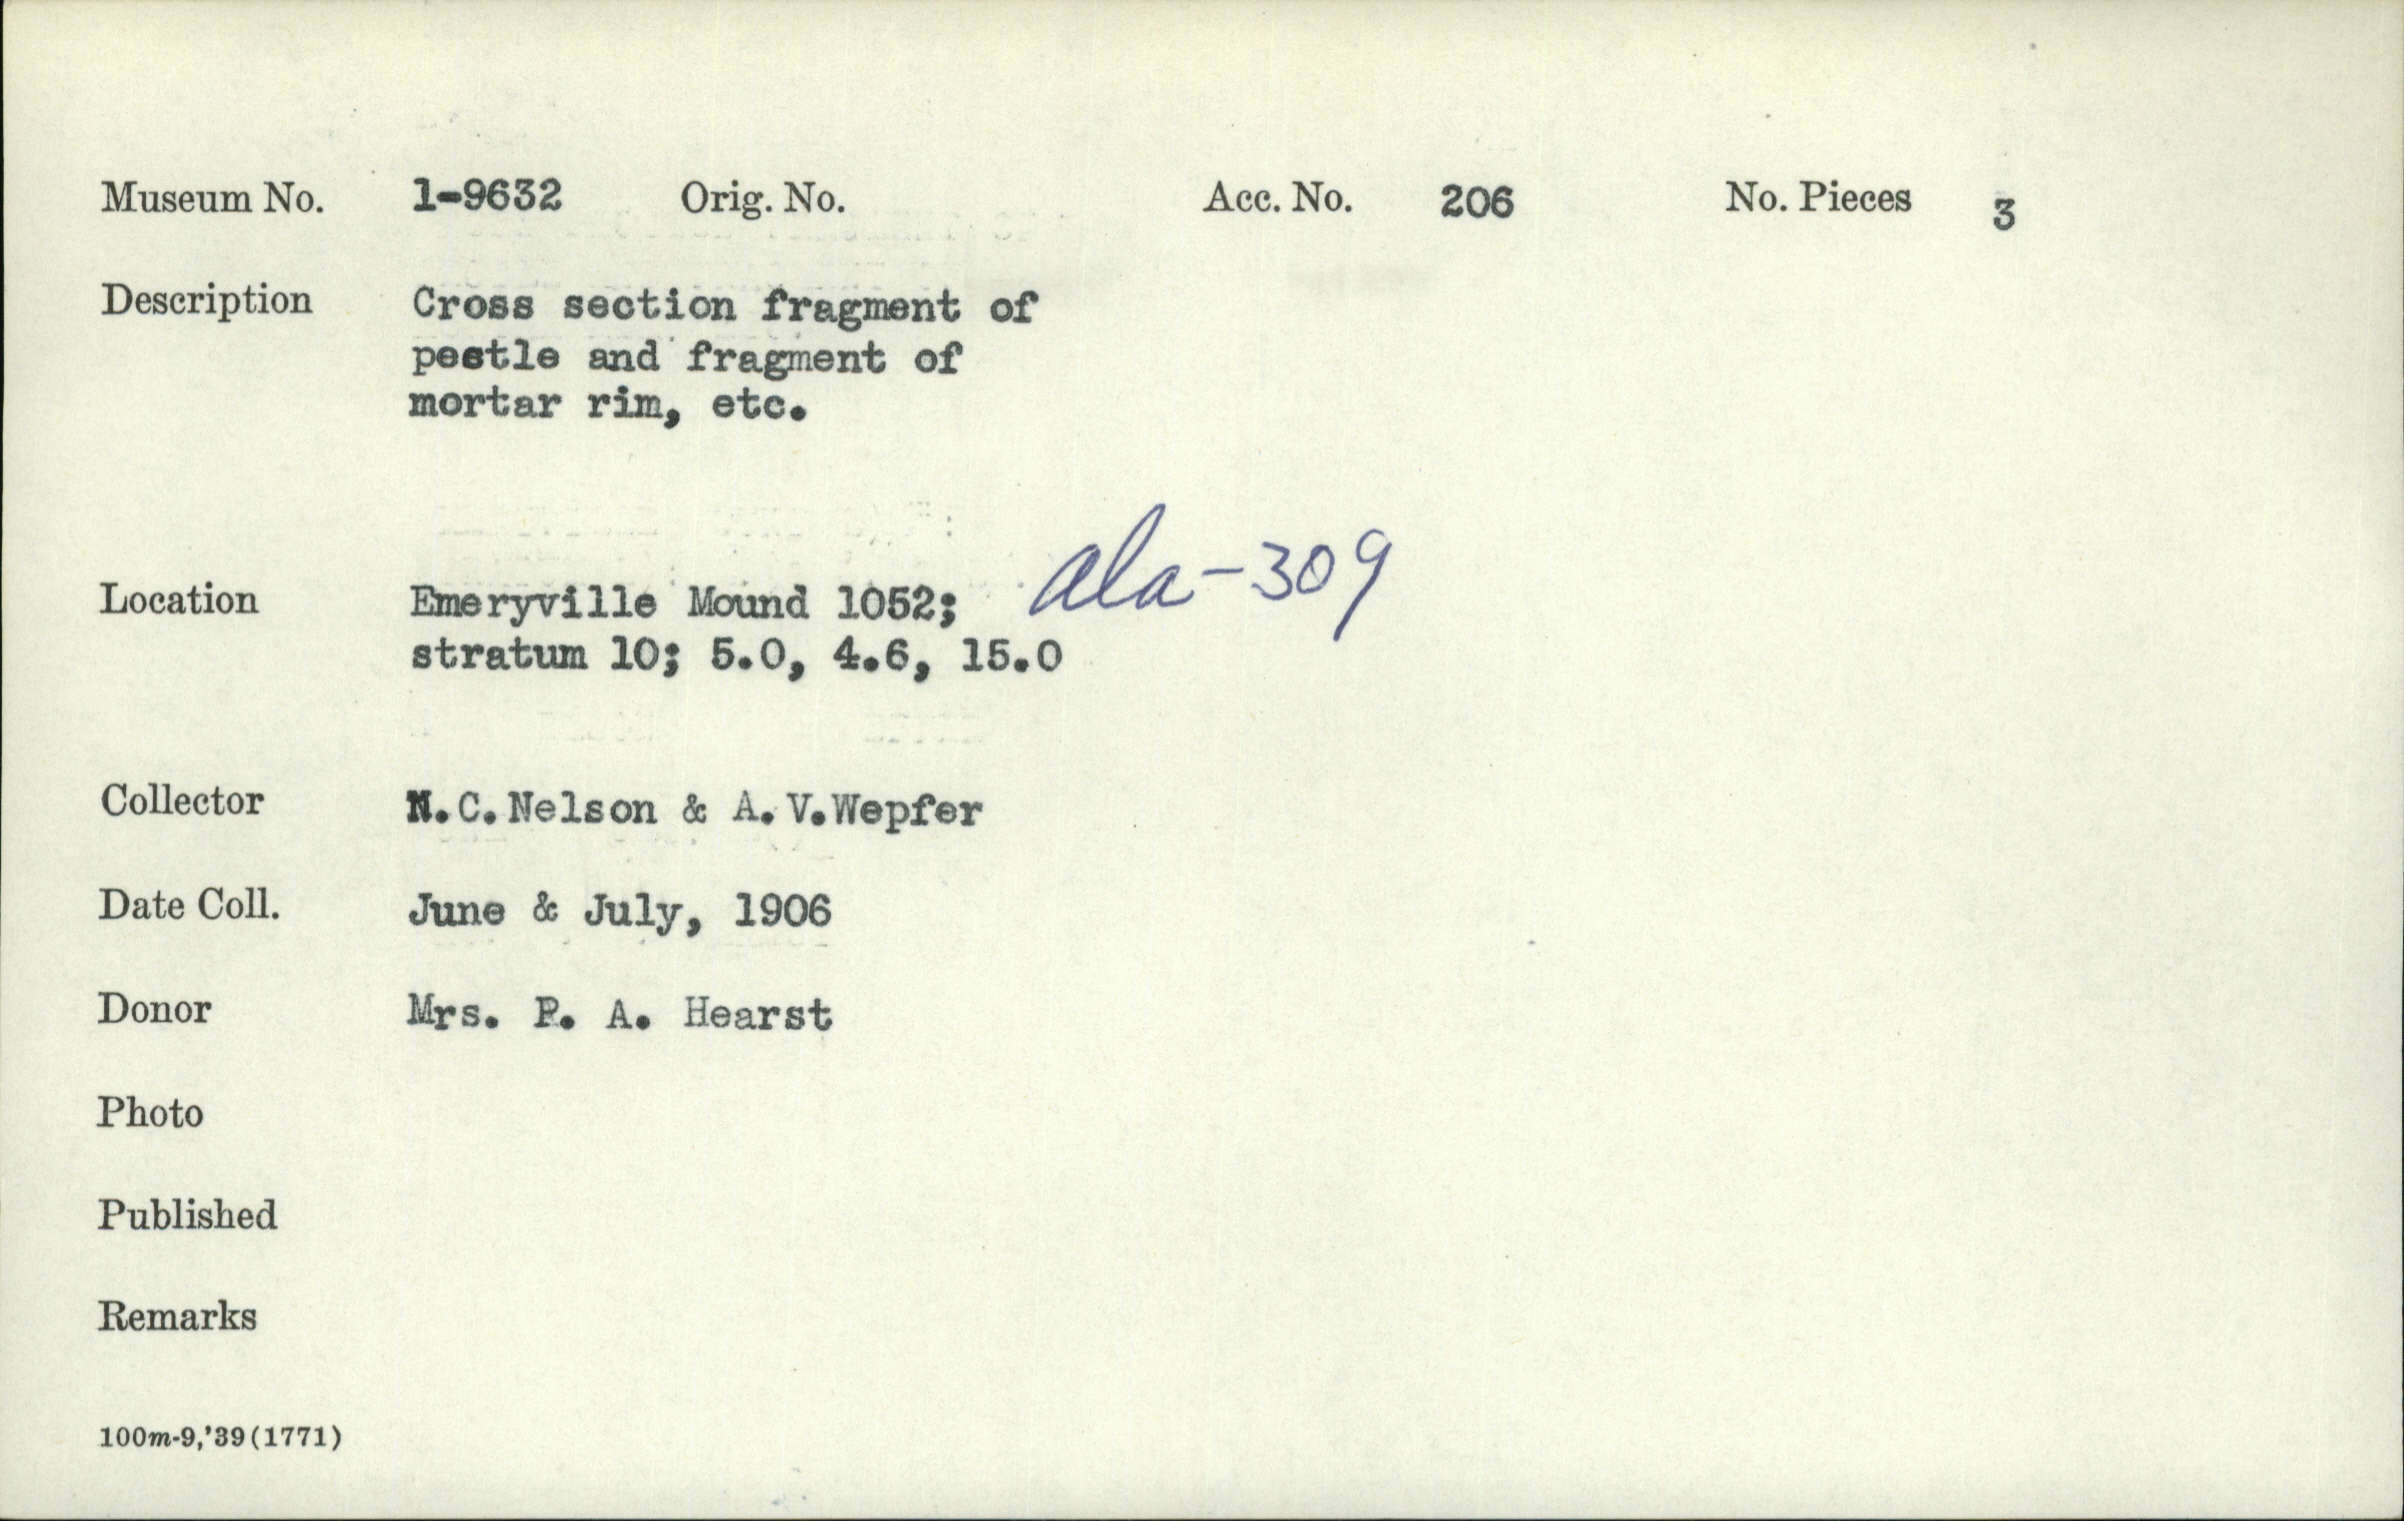 Museum No. 1-9632 Orig. No. Acc. No. 206 No. Pieces 3
Description Cross section fragment of
pestle and fragment of
mortar rim, etc.
Location Emeryville Mound 1052; ala-309
stratum 10; 5.0, 4.6, 15.0
Collector N.C.Nelson & A.V.Wepfer
Date Coll. June & July, 1906
Donor Mrs. P. A. Hearst
Photo
Published
Remarks
100m-9,'39(1771)